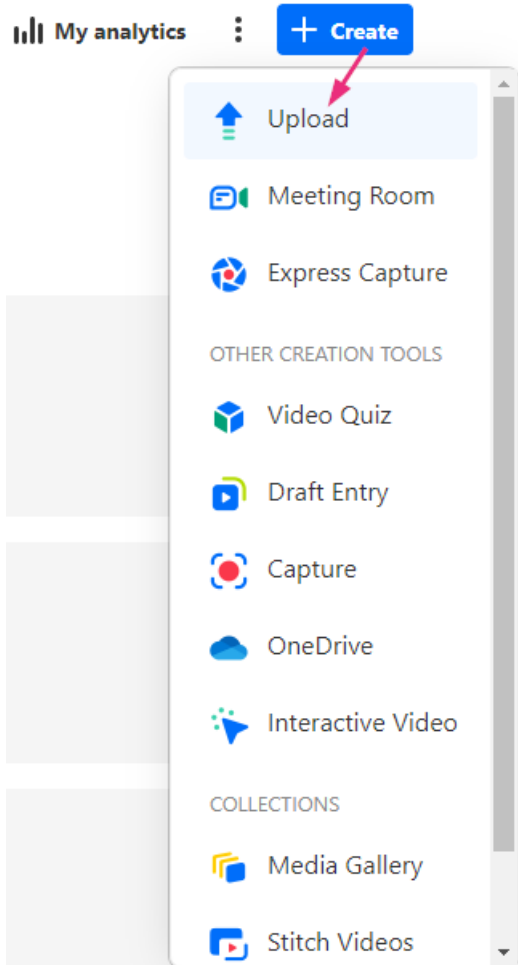 My analytics
Create
Upload
Meeting Room
Express Capture
OTHER CREATION TOOLS
Video Quiz
Draft Entry
Capture
OneDrive
Interactive Video
COLLECTIONS
Media Gallery
Stitch Videos